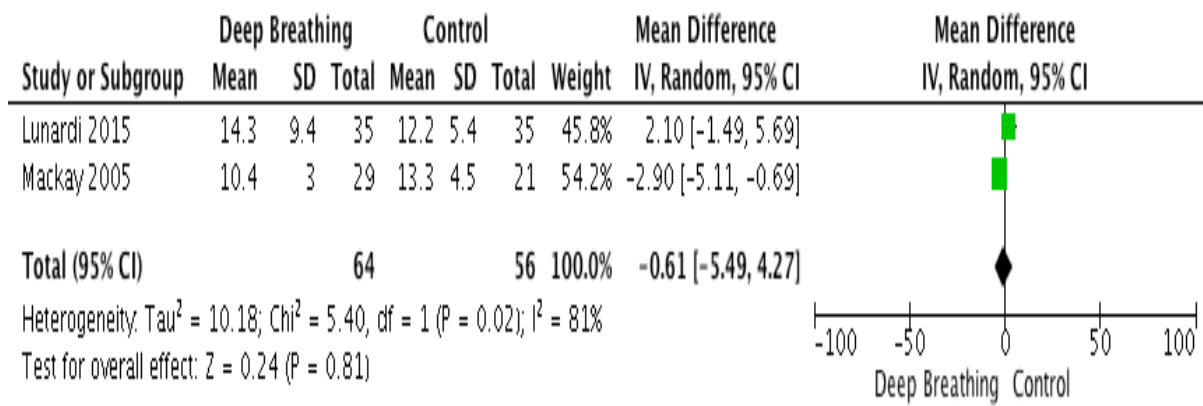 Deep Breathing Control Mean Difference Mean Difference
Study or Subgroup Mean SD Total Mean SD Total Weight IV, Random, 95% CI IV, Random, 95% CI
Lunardi 2015 14.3 9.4 35 12.2 5.4 35 45.8% 2.10 [-1.49, 5.69]
Mackay 2005 10.4 3 29 13.3 4.5 21 54.2% -2.90 [-5.11, -0.69]
Total (95% CI) 64 56 100.0% -0.61 [-5.49, 4.27]
Heterogeneity: Tau² = 10.18; Chi² = 5.40, df = 1 (P = 0.02); I² = 81%
Test for overall effect: Z = 0.24 (P = 0.81)
-100 -50 0 50 100
Deep Breathing Control